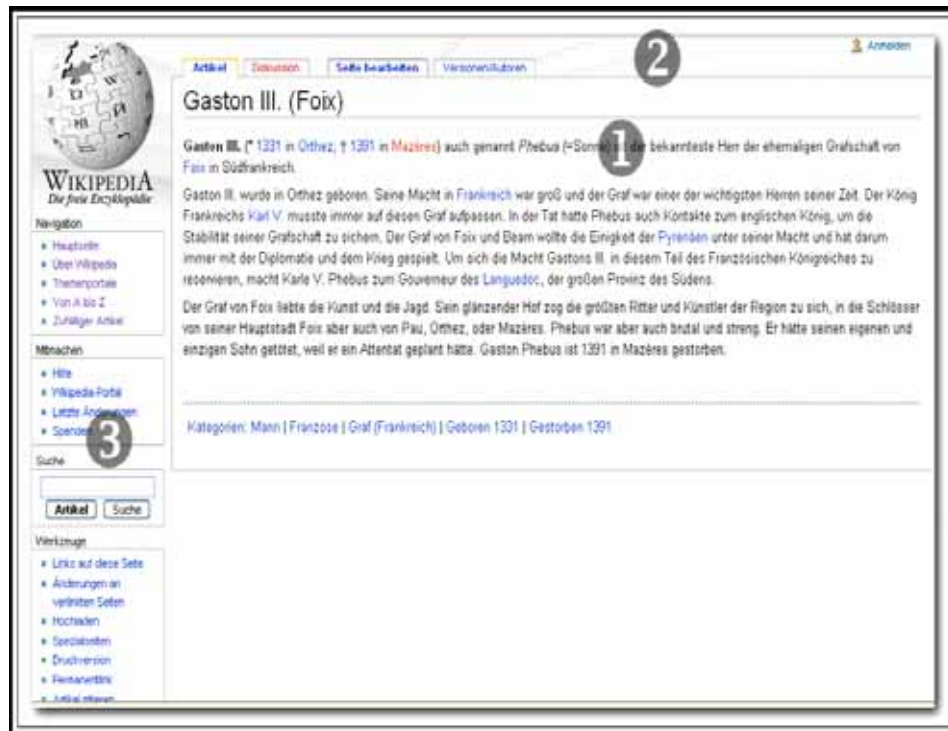 Anmelden
2
Artikel Diskussion Seite bearbeiten Versionen/Autoren
Gaston III. (Foix)
Gaston III. (* 1331 in Orthez; † 1391 in Mazères) auch genannt Phebus (=Sonne) ist der bekannteste Herr der ehemaligen Grafschaft von
1
Foix in Südfrankreich.
Gaston III. wurde in Orthez geboren. Seine Macht in Frankreich war groß und der Graf war einer der wichtigsten Herren seiner Zeit. Der König
Frankreichs Karl V. musste immer auf diesen Graf aufpassen. In der Tat hatte Phebus auch Kontakte zum englischen König, um die
Stabilität seiner Grafschaft zu sichern. Der Graf von Foix und Bearn wollte die Einigkeit der Pyrenäen unter seiner Macht und hat darum
immer mit der Diplomatie und dem Krieg gespielt. Um sich die Macht Gastons III. in diesem Teil des Französischen Königreiches zu
reservieren, macht Karle V. Phebus zum Gouverneur des Languedoc, der großen Provinz des Südens.
Der Graf von Foix liebte die Kunst und die Jagd. Sein glänzender Hof zog die größten Ritter und Künstler der Region zu sich, in die Schlösser
von seiner Hauptstadt Foix aber auch von Pau, Orthez, oder Mazères. Phebus war aber auch brutal und streng. Er hätte seinen eigenen und
einzigen Sohn getötet, weil er ein Attentat geplant hätte. Gaston Phebus ist 1391 in Mazères gestorben.
Kategorien: Mann | Franzose | Graf (Frankreich) | Geboren 1331 | Gestorben 1391
WIKIPEDIA
Die freie Enzyklopädie
Navigation
Hauptseite
Über Wikipedia
Themenportale
Von A bis Z
Zufälliger Artikel
Mitmachen
Hilfe
Wikipedia-Portal
Letzte Änderungen
Spenden
3
Suche
Artikel Suche
Werkzeuge
Links auf diese Seite
Änderungen an
verlinkten Seiten
Hochladen
Spezialseiten
Druckversion
Permanentlink
Artikel zitieren